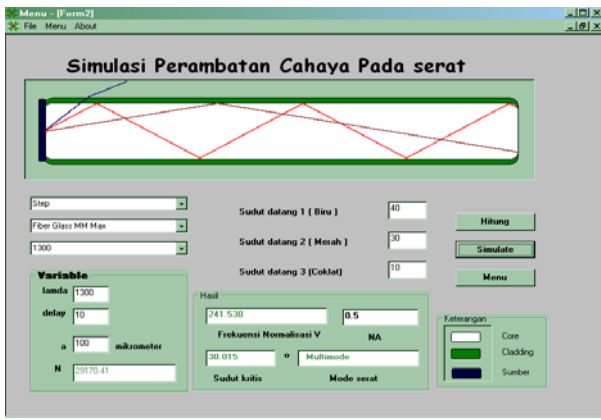 Menu - [Form2]
File Menu About
Simulasi Perambatan Cahaya Pada serat
Step
Fiber Glass MM Max
1300
Sudut datang 1 ( Biru )
40
Sudut datang 2 ( Merah )
30
Sudut datang 3 (Coklat)
10
Hitung
Simulate
Menu
Variable
lamda 1300
delay 10
a 100 mikrometer
N 29170.41
Hasil
241.538
0.5
Frekuensi Normalisasi V
NA
30.015 o Multimode
Sudut kritis
Mode serat
Keterangan
Core
Cladding
Sumber